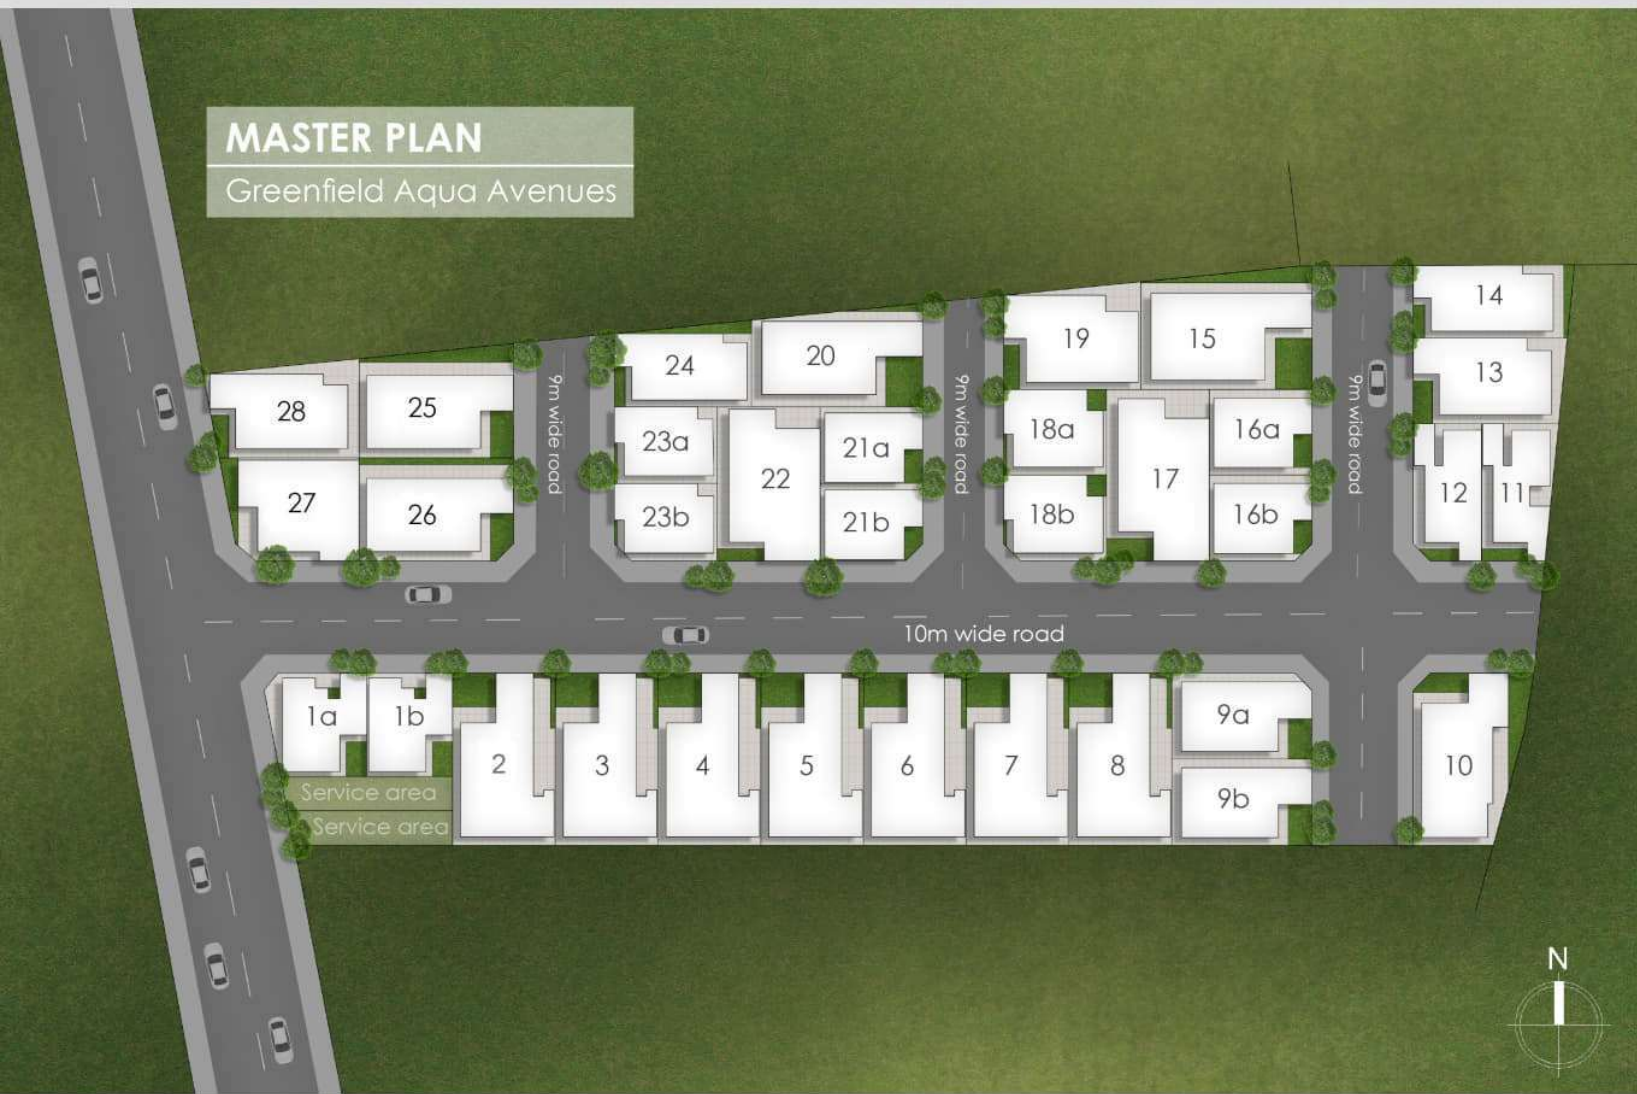 MASTER PLAN
Greenfield Aqua Avenues
14
19
15
20
24
13
28
25
9m wide road
9m wide road
9m wide road
23a
21a
18a
16a
22
17
12
11
27
26
23b
21b
18b
16b
10m wide road
1a
1b
9a
2
3
4
5
6
7
8
10
Service area
9b
Service area
N